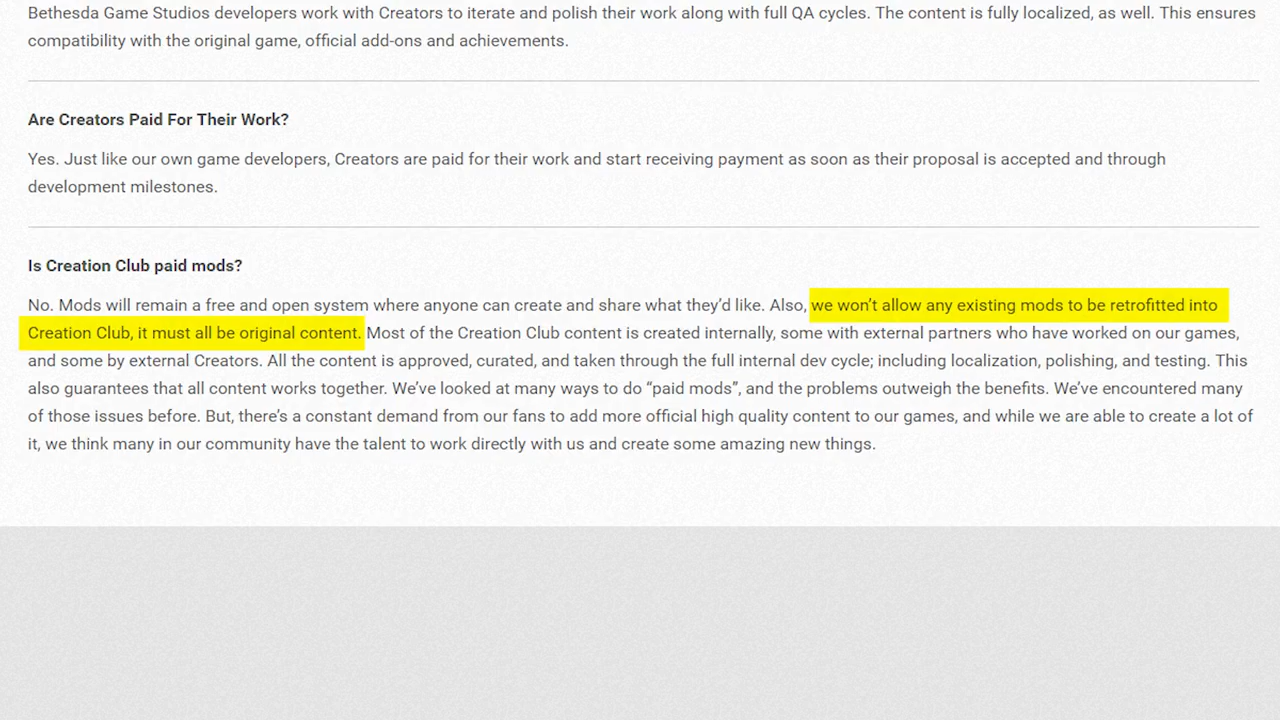 Bethesda Game Studios developers work with Creators to iterate and polish their work along with full QA cycles. The content is fully localized, as well. This ensures
compatibility with the original game, official add-ons and achievements.
Are Creators Paid For Their Work?
Yes. Just like our own game developers, Creators are paid for their work and start receiving payment as soon as their proposal is accepted and through
development milestones.
Is Creation Club paid mods?
No. Mods will remain a free and open system where anyone can create and share what they’d like. Also, we won’t allow any existing mods to be retrofitted into
Creation Club, it must all be original content. Most of the Creation Club content is created internally, some with external partners who have worked on our games,
and some by external Creators. All the content is approved, curated, and taken through the full internal dev cycle; including localization, polishing, and testing. This
also guarantees that all content works together. We’ve looked at many ways to do “paid mods”, and the problems outweigh the benefits. We’ve encountered many
of those issues before. But, there’s a constant demand from our fans to add more official high quality content to our games, and while we are able to create a lot of
it, we think many in our community have the talent to work directly with us and create some amazing new things.